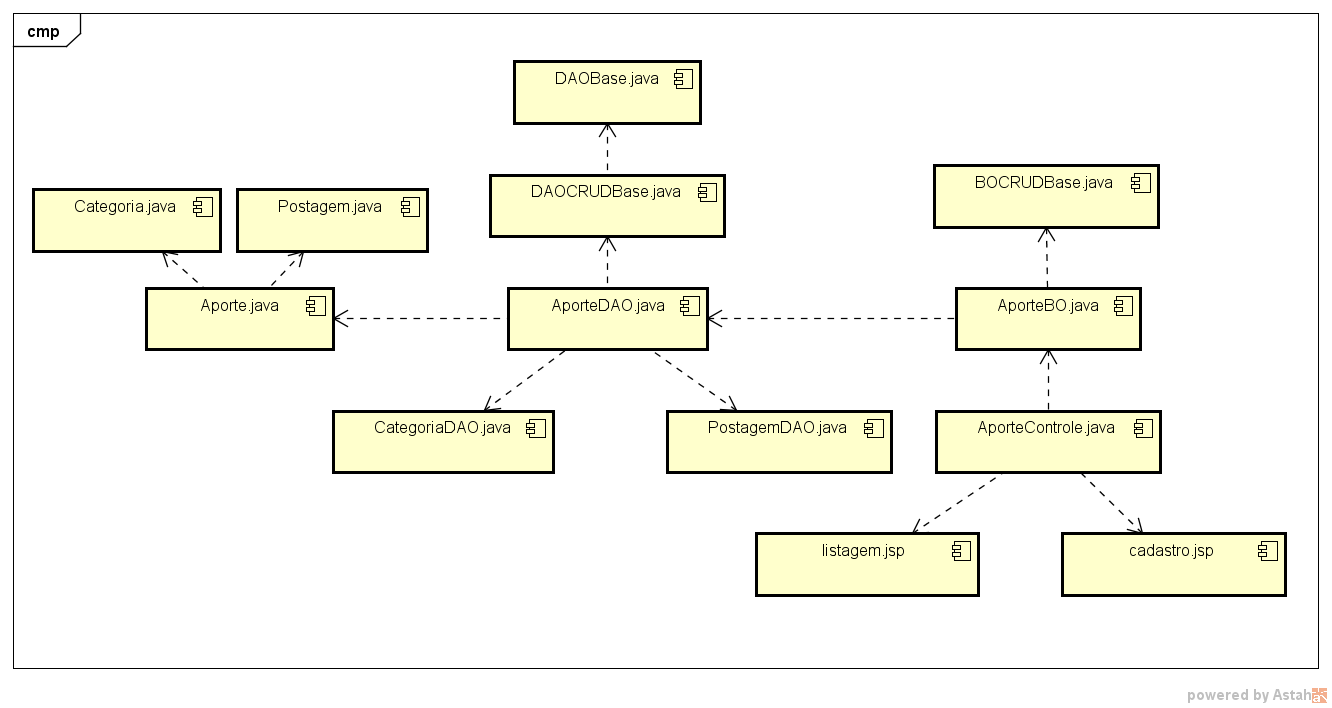 cmp
DAOBase.java
BOCRUDBase.java
DAOCRUDBase.java
Categoria.java
Postagem.java
Aporte.java
AporteDAO.java
AporteBO.java
CategoriaDAO.java
PostagemDAO.java
AporteControle.java
listagem.jsp
cadastro.jsp
powered by Astah